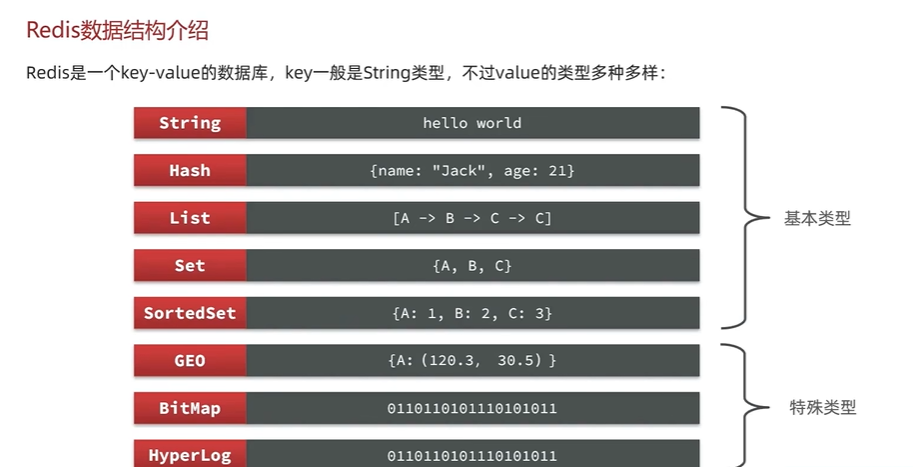 Redis数据结构介绍
Redis是一个key-value的数据库，key一般是String类型，不过value的类型多种多样：
String hello world
Hash {name: "Jack", age: 21}
List [A -> B -> C -> C]
基本类型
Set {A, B, C}
SortedSet {A: 1, B: 2, C: 3}
GEO {A: (120.3, 30.5) }
BitMap 0110110101110101011
特殊类型
HyperLog 0110110101110101011